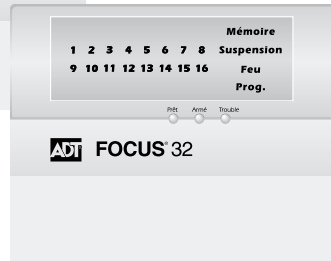 Mémoire
1 2 3 4 5 6 7 8 Suspension
9 10 11 12 13 14 15 16 Feu
Prog.
Prêt Armé Trouble
ADT FOCUS® 32